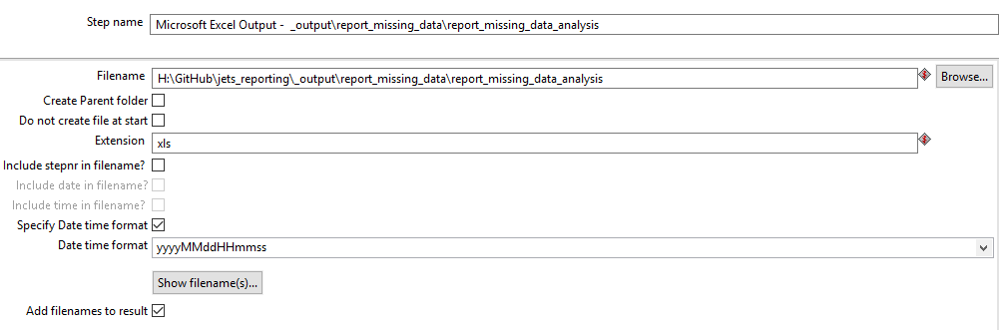 Step name Microsoft Excel Output - _output\report_missing_data\report_missing_data_analysis
Filename H:\GitHub\jets_reporting\_output\report_missing_data\report_missing_data_analysis Browse...
Create Parent folder
Do not create file at start
Extension xls
Include stepnr in filename?
Include date in filename?
Include time in filename?
Specify Date time format
Date time format yyyyMMddHHmmss
Show filename(s)...
Add filenames to result